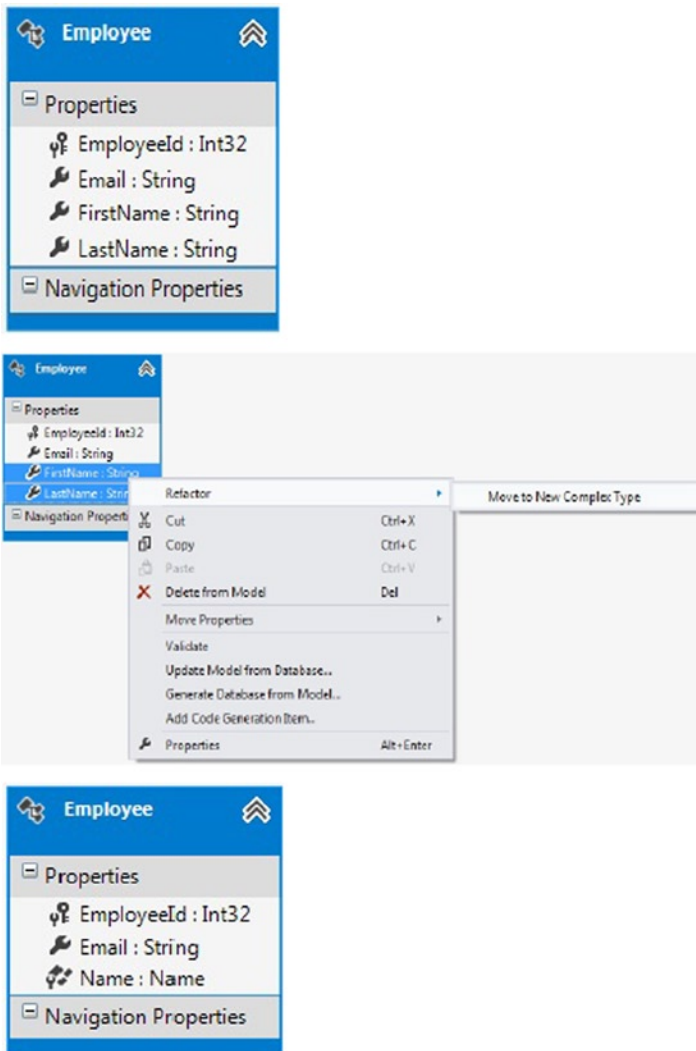 Employee
Properties
EmployeeId : Int32
Email : String
FirstName : String
LastName : String
Navigation Properties
Employee
Properties
EmployeeId : Int32
Email : String
FirstName : String
LastName : Strin
Navigation Properti
Refactor
Move to New Complex Type
Cut Ctrl+X
Copy Ctrl+C
Paste Ctrl+V
Delete from Model Del
Move Properties
Validate
Update Model from Database...
Generate Database from Model...
Add Code Generation Item...
Properties Alt+Enter
Employee
Properties
EmployeeId : Int32
Email : String
Name : Name
Navigation Properties